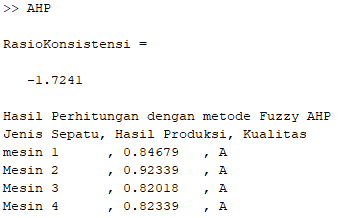 >> AHP
RasioKonsistensi =
-1.7241
Hasil Perhitungan dengan metode Fuzzy AHP
Jenis Sepatu, Hasil Produksi, Kualitas
mesin 1 , 0.84679 , A
Mesin 2 , 0.92339 , A
Mesin 3 , 0.82018 , A
Mesin 4 , 0.82339 , A